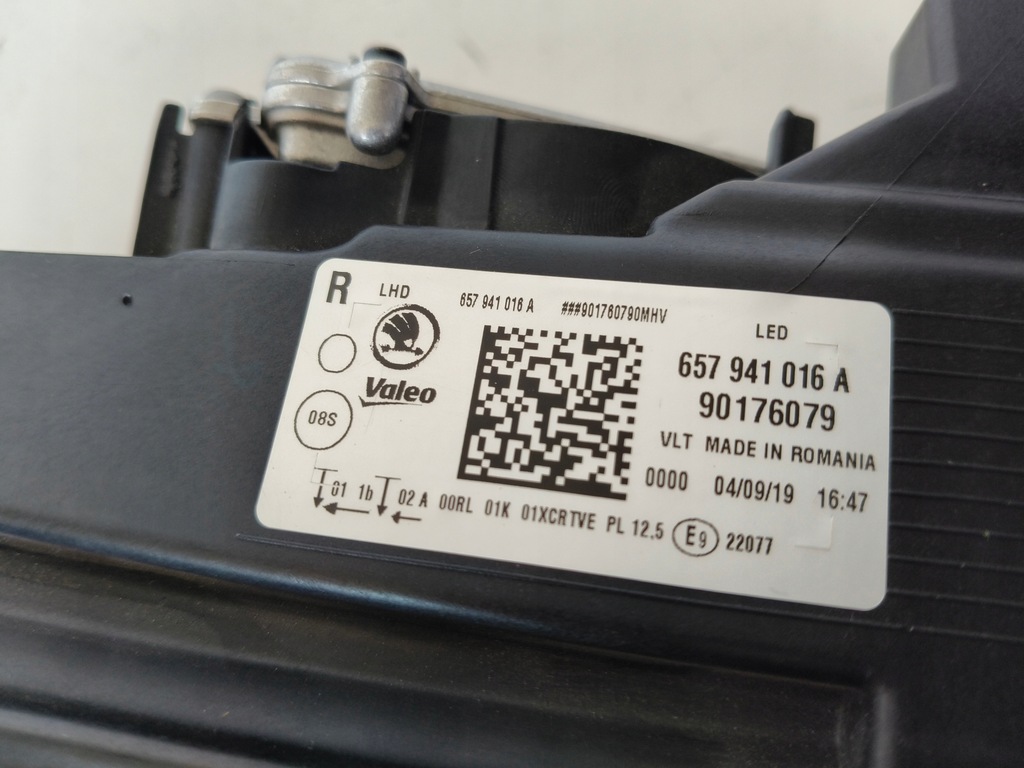 R LHD 657 941 016 A ###901760790MHV
LED
Valeo
657 941 016 A
90176079
08S
VLT MADE IN ROMANIA
0000 04/09/19 16:47
01 1b 02 A 00RL 01K 01XCRTVE PL 12.5 E9 22077